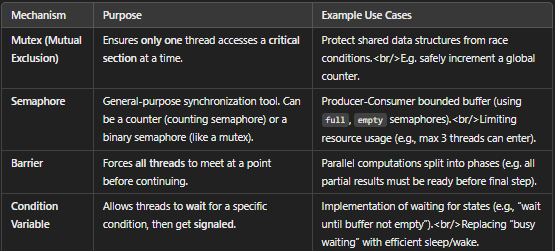 Mechanism Purpose Example Use Cases
Mutex (Mutual Exclusion)
Ensures only one thread accesses a critical
section at a time.
Protect shared data structures from race
conditions.<br/>E.g. safely increment a global
counter.
Semaphore
General-purpose synchronization tool. Can
be a counter (counting semaphore) or a
binary semaphore (like a mutex).
Producer-Consumer bounded buffer (using
full, empty semaphores).<br/>Limiting
resource usage (e.g., max 3 threads can enter).
Barrier
Forces all threads to meet at a point
before continuing.
Parallel computations split into phases (e.g. all
partial results must be ready before final step).
Condition
Variable
Allows threads to wait for a specific
condition, then get signaled.
Implementation of waiting for states (e.g., “wait
until buffer not empty”).<br/>Replacing “busy
waiting” with efficient sleep/wake.